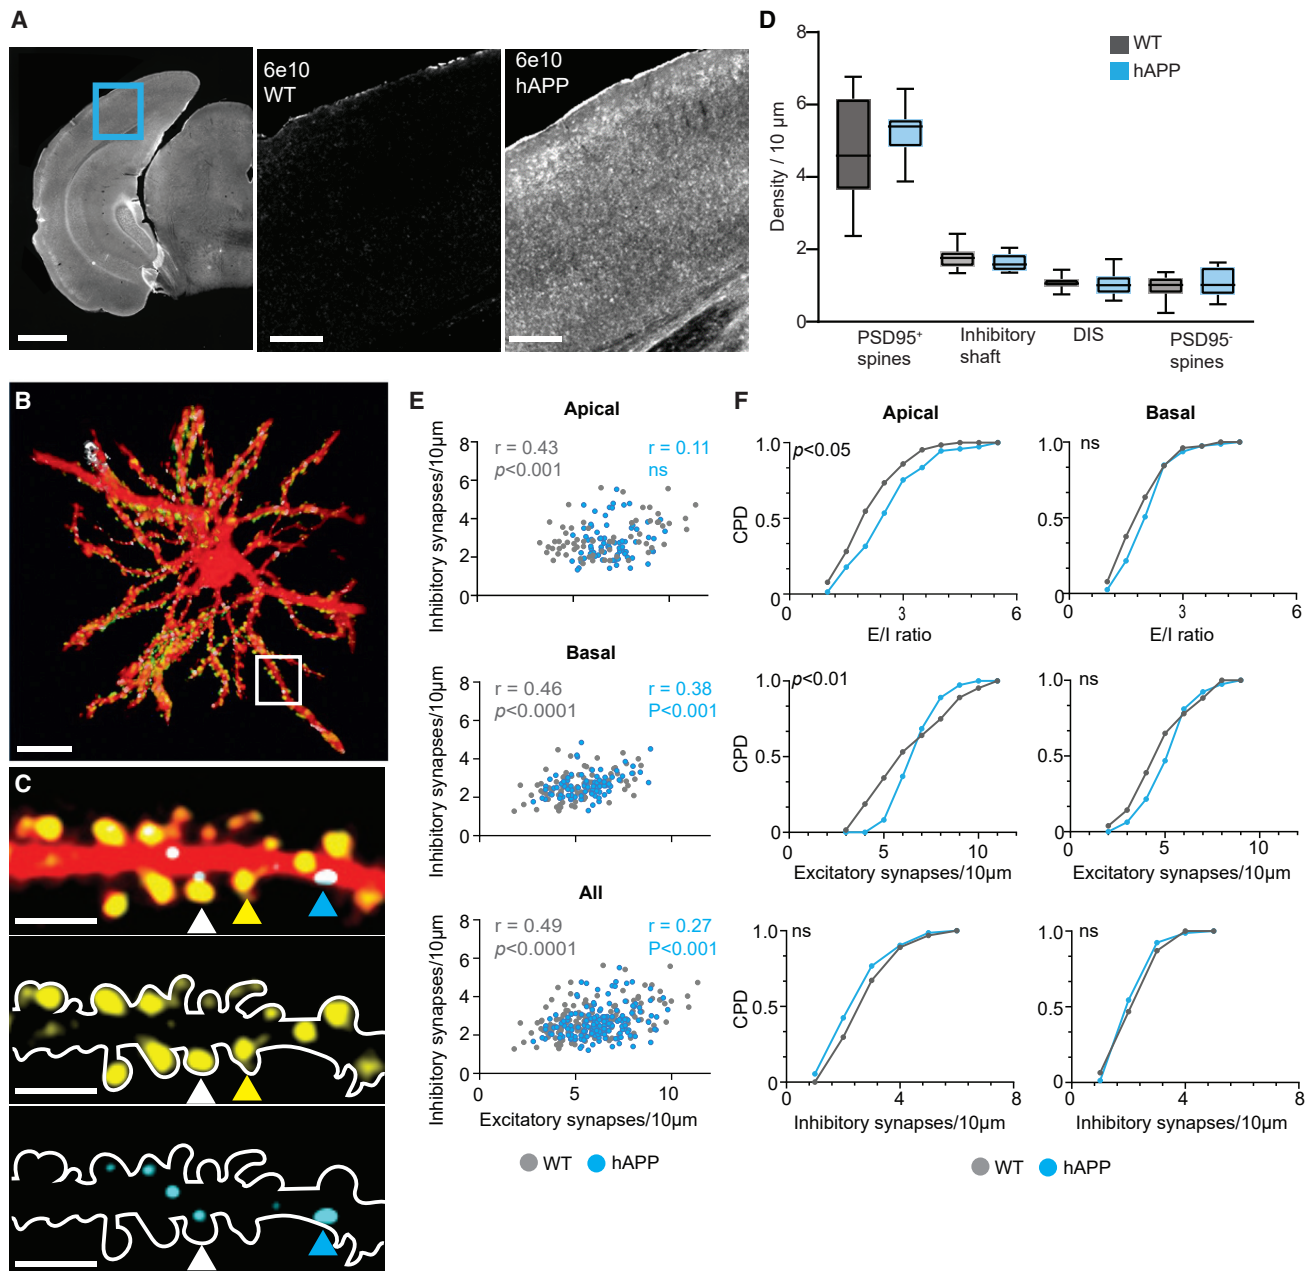 A
6e10
WT
6e10
hAPP
D
WT
hAPP
Density / 10 µm
8
6
4
2
0
PSD95+
spines
Inhibitory
shaft
DIS
PSD95-
spines
B
C
E
Apical
Inhibitory synapses/10µm
8
6
4
2
0
r = 0.43
p<0.001
r = 0.11
ns
Basal
Inhibitory synapses/10µm
8
6
4
2
0
r = 0.46
p<0.0001
r = 0.38
P<0.001
All
Inhibitory synapses/10µm
8
6
4
2
0
r = 0.49
p<0.0001
r = 0.27
P<0.001
0 5 10
Excitatory synapses/10µm
WT hAPP
F
Apical
Basal
CPD
1.0
0.5
0
p<0.05
0 3 6
E/I ratio
1.0
0.5
0
ns
0 3 6
E/I ratio
CPD
1.0
0.5
0
p<0.01
0 5 10
Excitatory synapses/10µm
1.0
0.5
0
ns
0 5 10
Excitatory synapses/10µm
CPD
1.0
0.5
0
ns
0 4 8
Inhibitory synapses/10µm
1.0
0.5
0
ns
0 4 8
Inhibitory synapses/10µm
WT hAPP